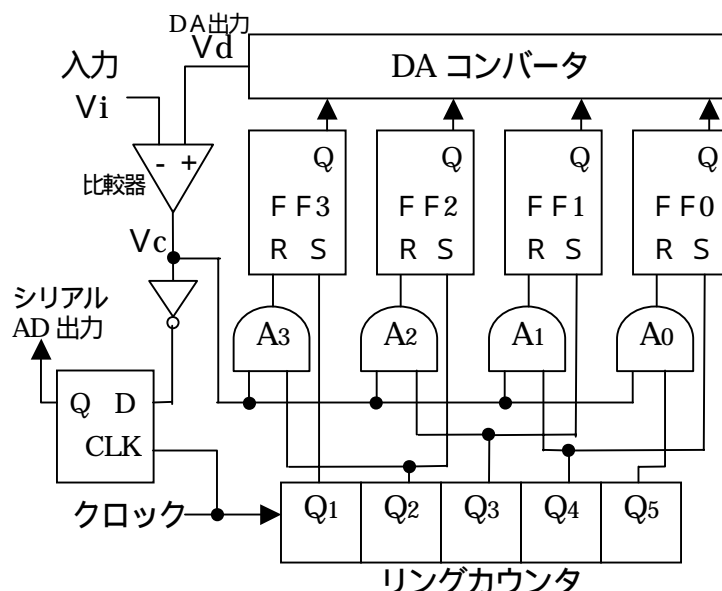 DA出力
Vd
DA コンバータ
入力
Vi
- +
比較器
Vc
Q
Q
Q
Q
FF3
FF2
FF1
FF0
R S
R S
R S
R S
シリアル
AD 出力
A3
A2
A1
A0
Q D
CLK
クロック
Q1
Q2
Q3
Q4
Q5
リングカウンタ